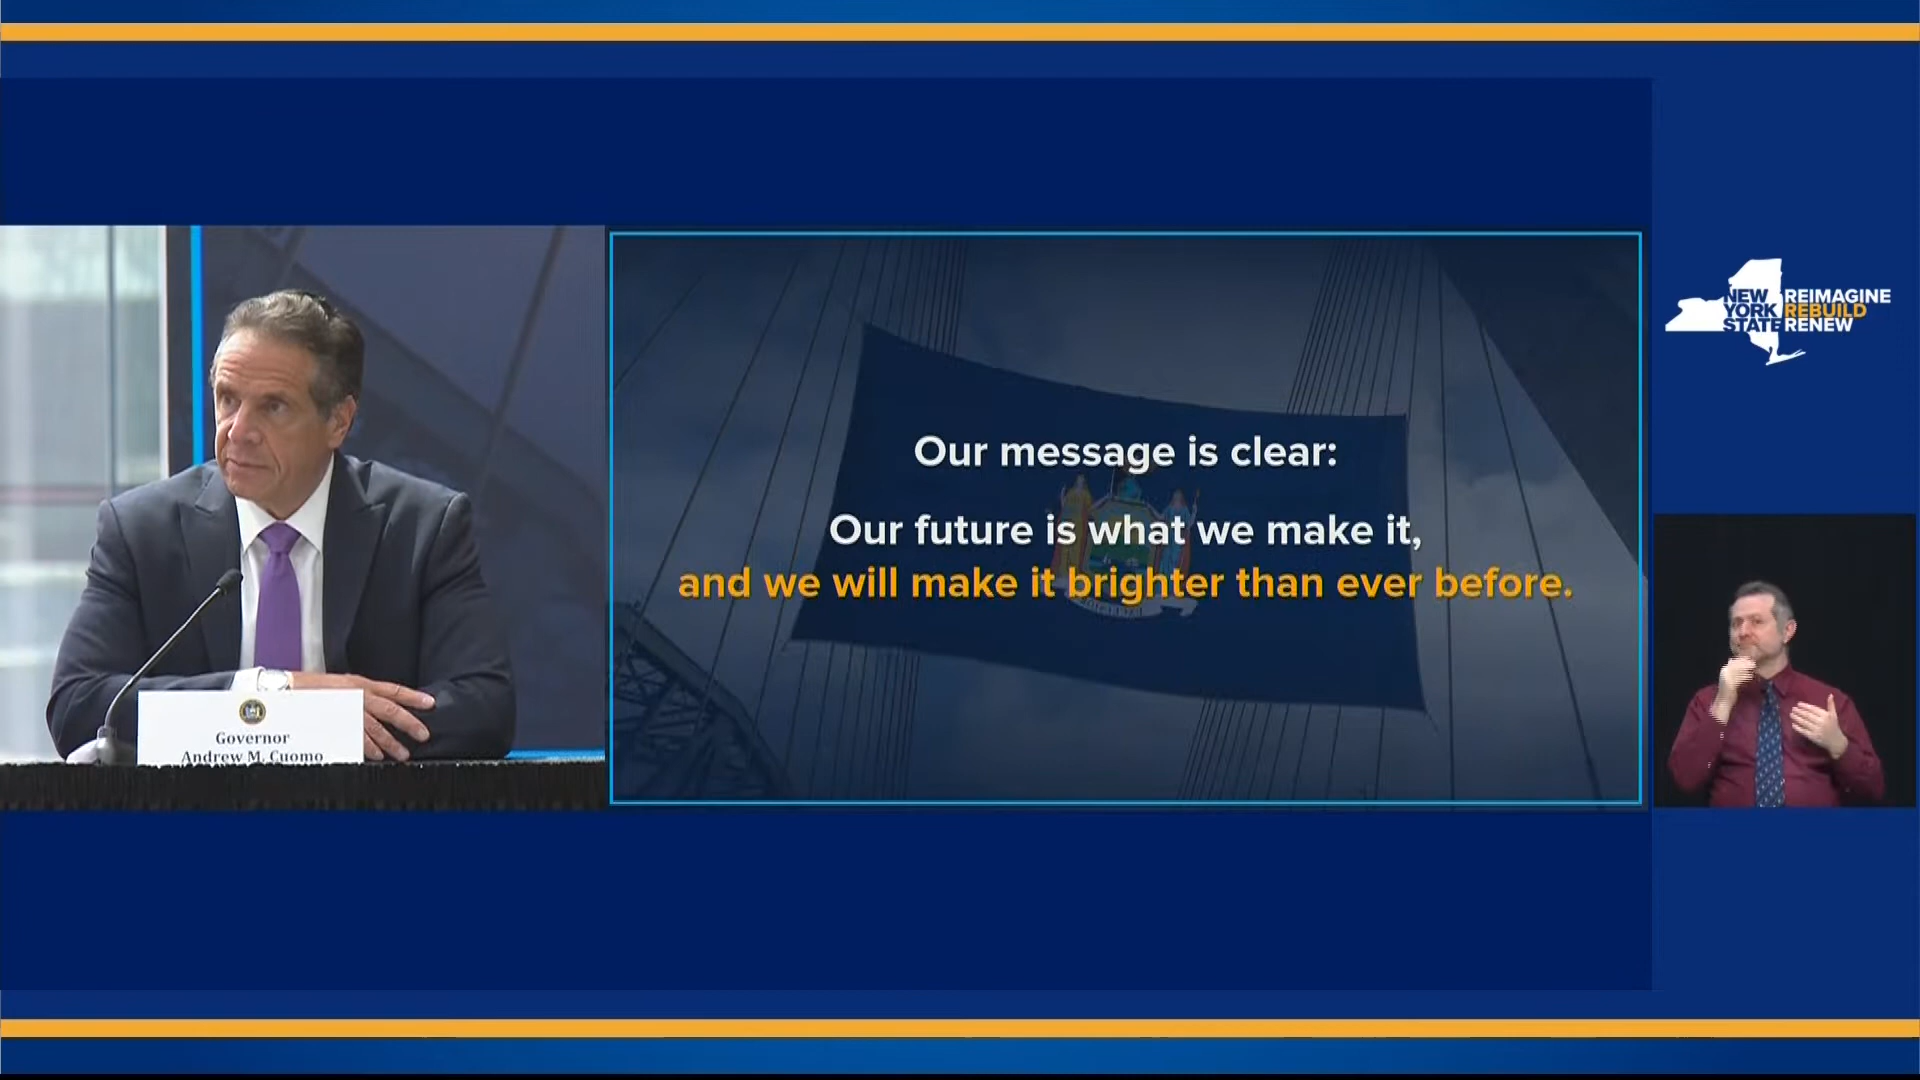 Our message is clear:
Our future is what we make it,
and we will make it brighter than ever before.
Governor
Andrew M. Cuomo
NEW
YORK
STATE
REIMAGINE
REBUILD
RENEW